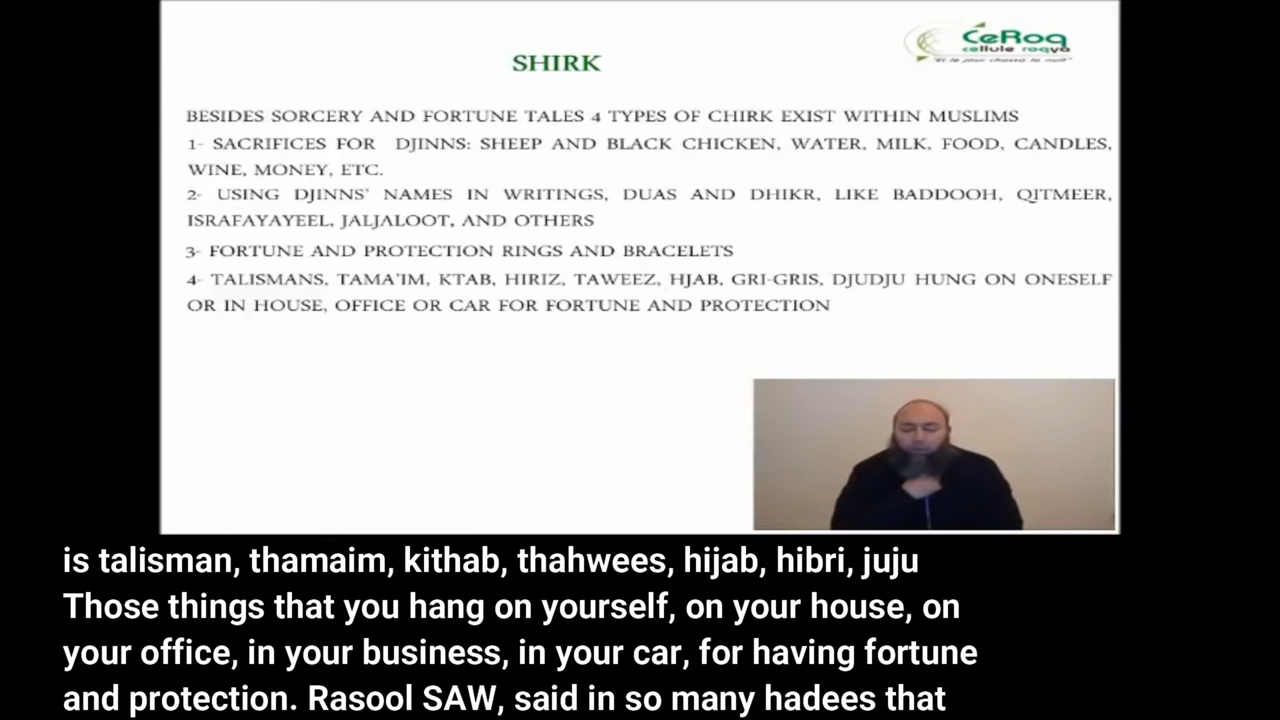 CeRoq
cellule roqya
"Et le jour chassa la nuit"
SHIRK
BESIDES SORCERY AND FORTUNE TALES 4 TYPES OF CHIRK EXIST WITHIN MUSLIMS
1- SACRIFICES FOR DJINNS: SHEEP AND BLACK CHICKEN, WATER, MILK, FOOD, CANDLES,
WINE, MONEY, ETC.
2- USING DJINNS' NAMES IN WRITINGS, DUAS AND DHIKR, LIKE BADDOOH, QITMEER,
ISRAFAYAYEEL, JALJALOOT, AND OTHERS
3- FORTUNE AND PROTECTION RINGS AND BRACELETS
4- TALISMANS, TAMA'IM, KTAB, HIRIZ, TAWEEZ, HJAB, GRI-GRIS, DJUDJU HUNG ON ONESELF
OR IN HOUSE, OFFICE OR CAR FOR FORTUNE AND PROTECTION
is talisman, thamaim, kithab, thahwees, hijab, hibri, juju
Those things that you hang on yourself, on your house, on
your office, in your business, in your car, for having fortune
and protection. Rasool SAW, said in so many hadees that